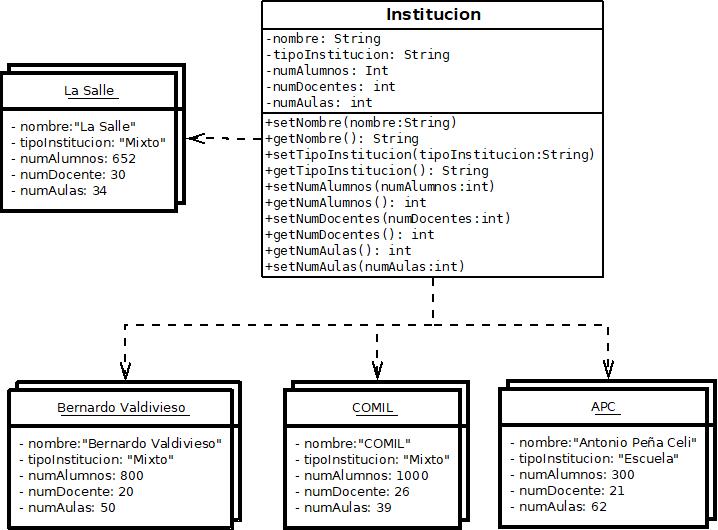 Institucion
-nombre: String
-tipoInstitucion: String
-numAlumnos: Int
-numDocentes: int
-numAulas: int
+setNombre(nombre:String)
+getNombre(): String
+setTipoInstitucion(tipoInstitucion:String)
+getTipoInstitucion(): String
+setNumAlumnos(numAlumnos:int)
+getNumAlumnos(): int
+setNumDocentes(numDocentes:int)
+getNumDocentes(): int
+getNumAulas(): int
+setNumAulas(numAulas:int)
La Salle
- nombre:"La Salle"
- tipoInstitucion: "Mixto"
- numAlumnos: 652
- numDocente: 30
- numAulas: 34
Bernardo Valdivieso
- nombre:"Bernardo Valdivieso"
- tipoInstitucion: "Mixto"
- numAlumnos: 800
- numDocente: 20
- numAulas: 50
COMIL
- nombre:"COMIL"
- tipoInstitucion: "Mixto"
- numAlumnos: 1000
- numDocente: 26
- numAulas: 39
APC
- nombre:"Antonio Peña Celi"
- tipoInstitucion: "Escuela"
- numAlumnos: 300
- numDocente: 21
- numAulas: 62